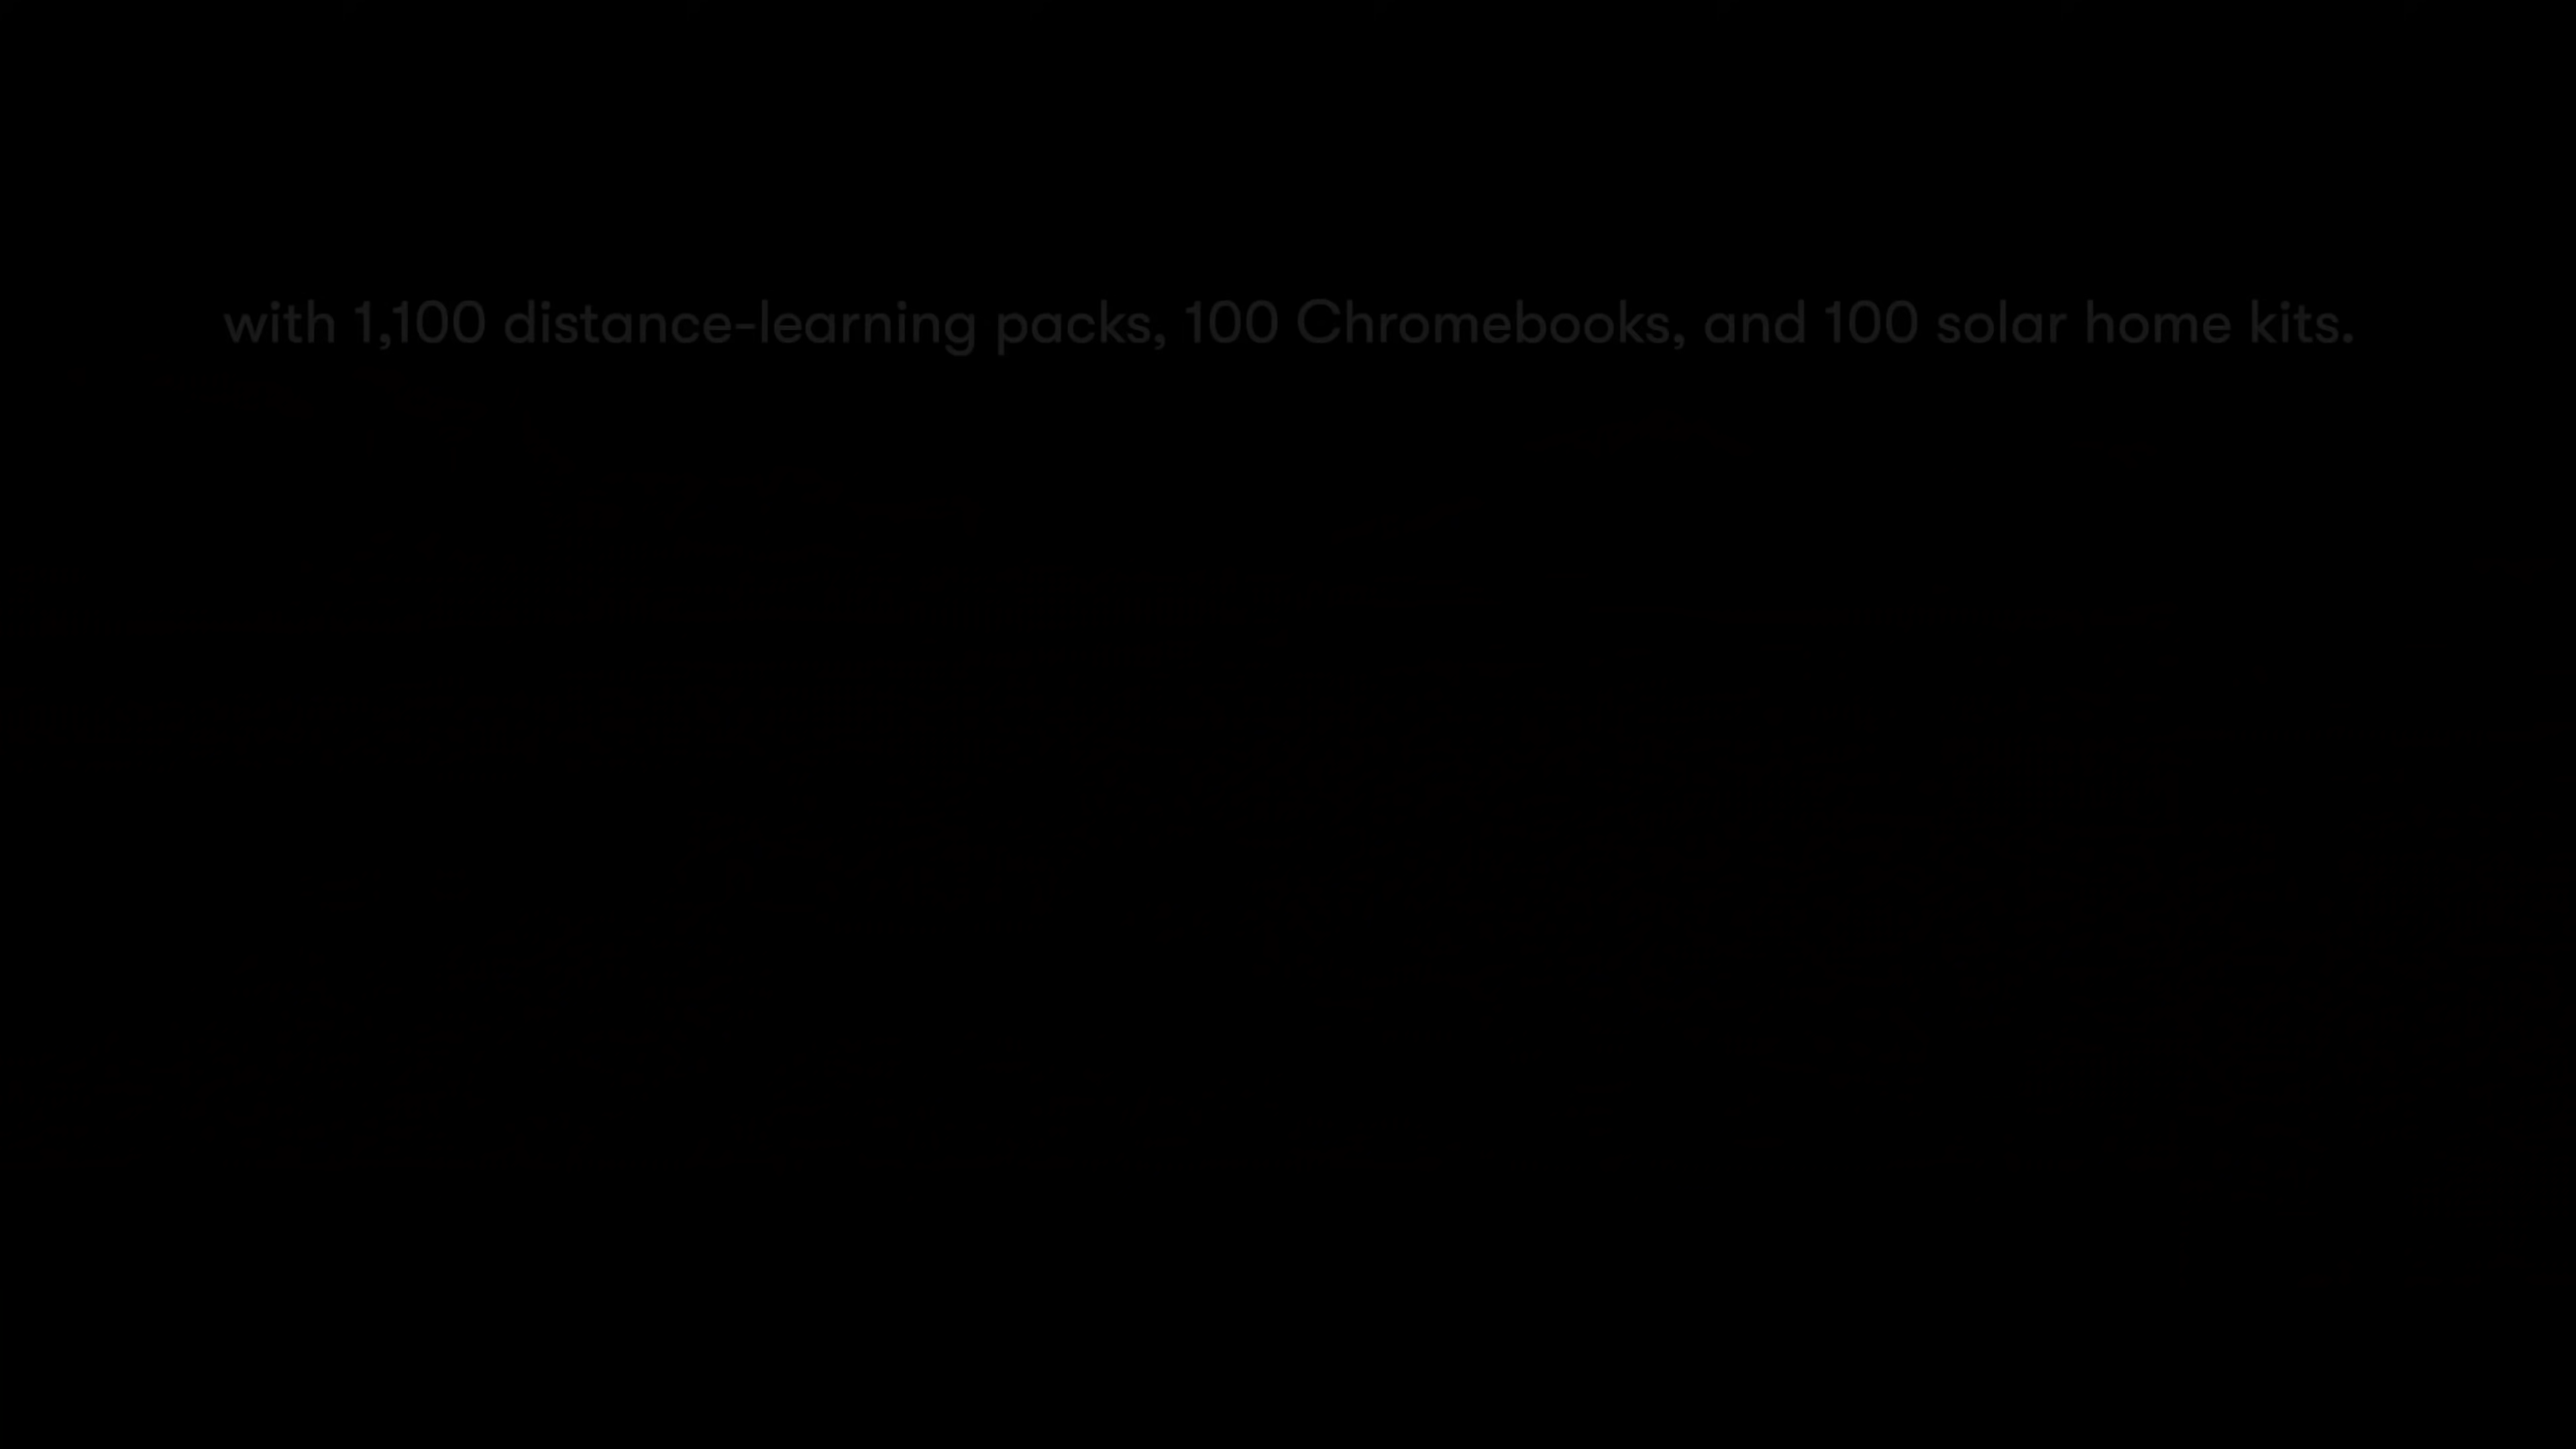 with 1,100 distance-learning packs, 100 Chromebooks, and 100 solar home kits.